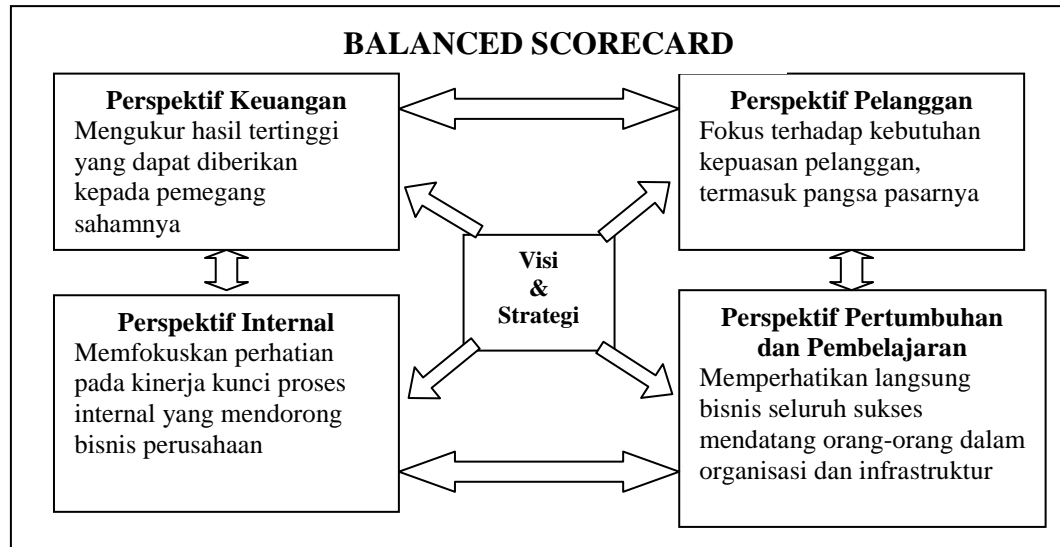 BALANCED SCORECARD
Perspektif Keuangan
Mengukur hasil tertinggi
yang dapat diberikan
kepada pemegang
sahamnya
Perspektif Pelanggan
Fokus terhadap kebutuhan
kepuasan pelanggan,
termasuk pangsa pasarnya
Visi
&
Strategi
Perspektif Internal
Memfokuskan perhatian
pada kinerja kunci proses
internal yang mendorong
bisnis perusahaan
Perspektif Pertumbuhan
dan Pembelajaran
Memperhatikan langsung
bisnis seluruh sukses
mendatang orang-orang dalam
organisasi dan infrastruktur